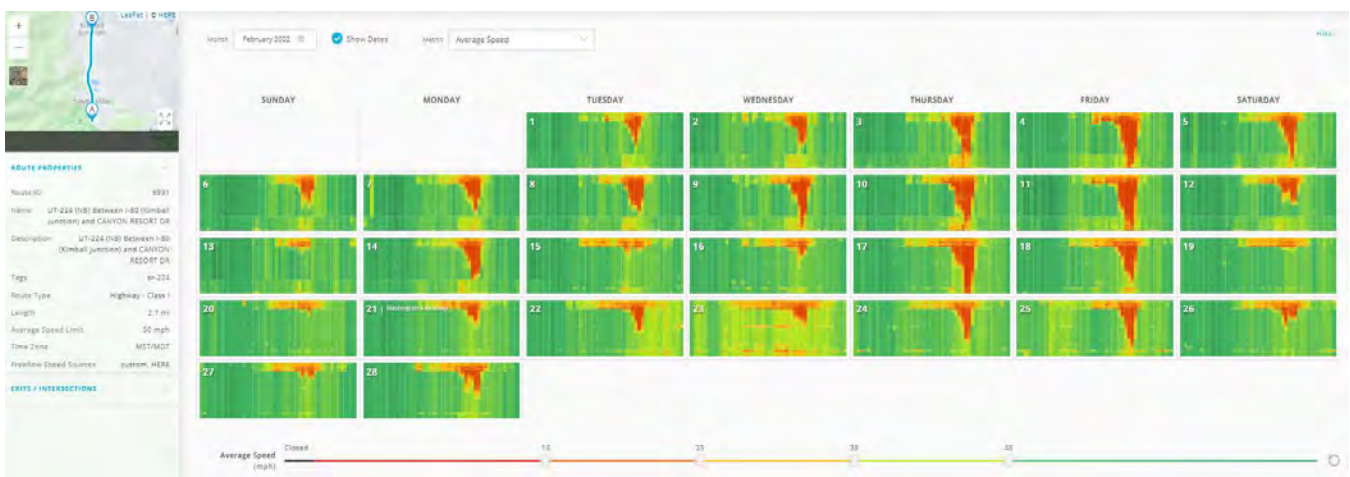 Leaflet | © HERE
B
A
Month February 2022 Show Dates Metric Average Speed
SUNDAY MONDAY TUESDAY WEDNESDAY THURSDAY FRIDAY SATURDAY
1 2 3 4 5
6 7 8 9 10 11 12
13 14 15 16 17 18 19
20 21 | Washington's Birthday 22 23 24 25 26
27 28
ROUTE PROPERTIES
Route ID 6931
Name UT-224 (NB) Between I-80 (Kimball
Junction) and CANYON RESORT DR
Description UT-224 (NB) Between I-80
(Kimball Junction) and CANYON
RESORT DR
Tags sr-224
Route Type Highway - Class I
Length 2.7 mi
Average Speed Limit 50 mph
Time Zone MST/MDT
Freeflow Speed Sources custom, HERE
EXITS / INTERSECTIONS
Average Speed
(mph)
Closed 15 25 35 45